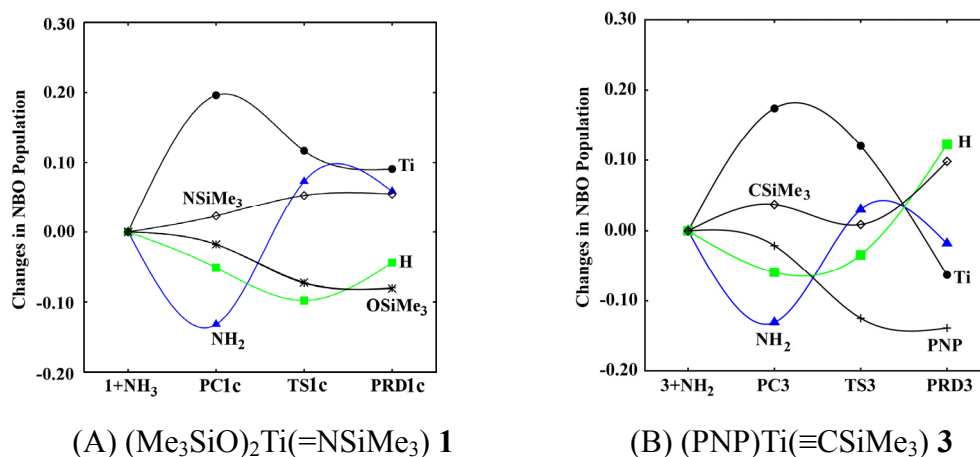 0.30
0.20
0.10
0.00
-0.10
-0.20
Changes in NBO Population
Ti
NSiMe₃
H
OSiMe₃
NH₂
1+NH₃ PC1c TS1c PRD1c
(A) (Me₃SiO)₂Ti(=NSiMe₃) 1
0.30
0.20
0.10
0.00
-0.10
-0.20
Changes in NBO Population
H
CSiMe₃
Ti
NH₂
PNP
3+NH₂ PC3 TS3 PRD3
(B) (PNP)Ti(≡CSiMe₃) 3